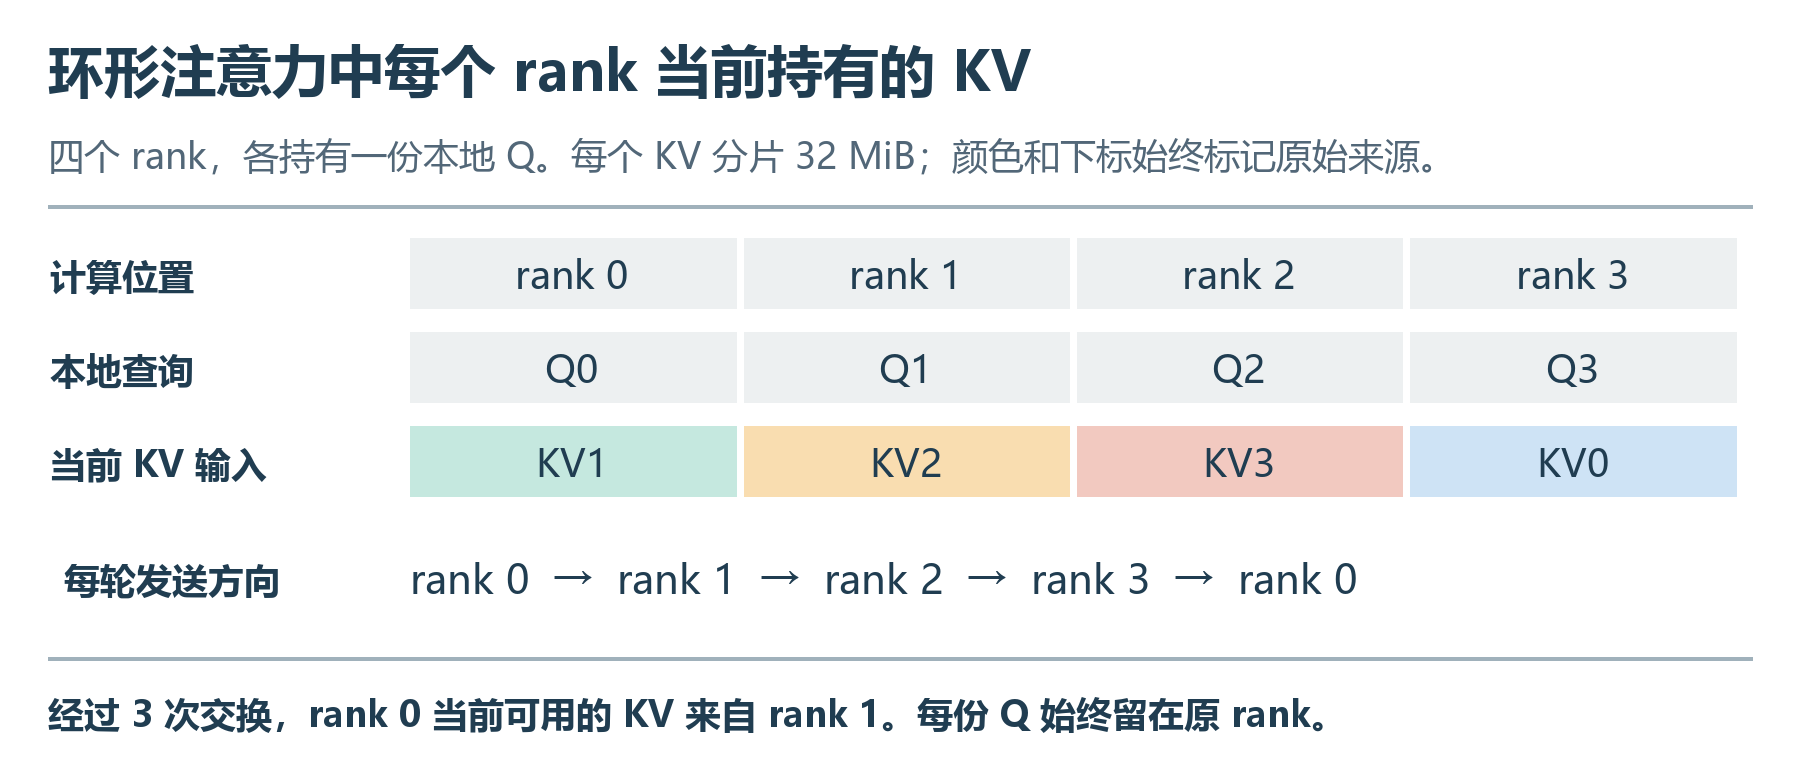 环形注意力中每个 rank 当前持有的 KV
四个 rank，各持有一份本地 Q。每个 KV 分片 32 MiB；颜色和下标始终标记原始来源。
计算位置 rank 0 rank 1 rank 2 rank 3
本地查询 Q0 Q1 Q2 Q3
当前 KV 输入 KV1 KV2 KV3 KV0
每轮发送方向 rank 0 → rank 1 → rank 2 → rank 3 → rank 0
经过 3 次交换，rank 0 当前可用的 KV 来自 rank 1。每份 Q 始终留在原 rank。